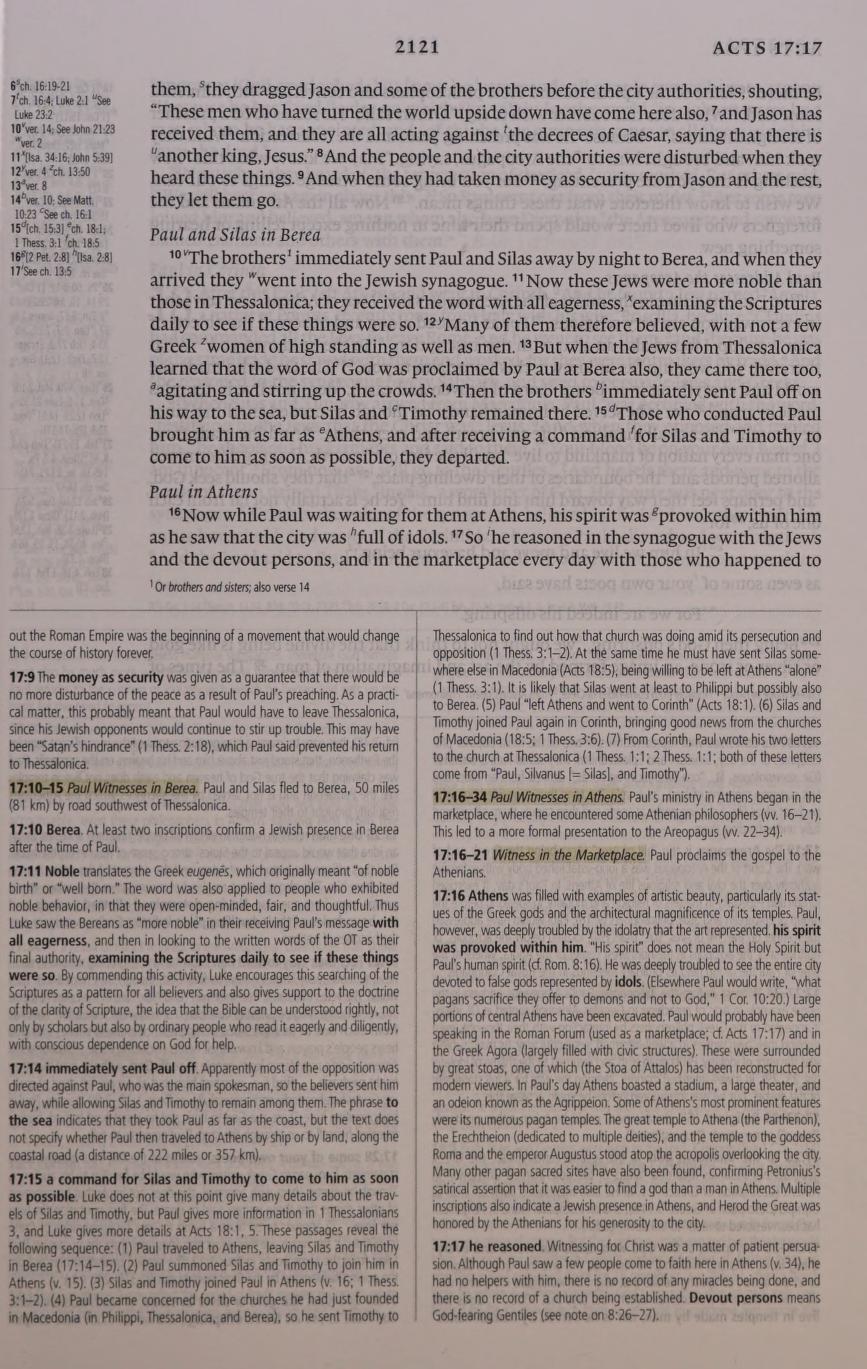 2121
ACTS 17:17
6ˢch. 16:19-21
7ᵗch. 16:4; Luke 2:1 ᵘSee
Luke 23:2
10ᵛver. 14; See John 21:23
ʷver. 2
11ˣ[Isa. 34:16; John 5:39]
12ʸver. 4 ᶻch. 13:50
13ᵃver. 8
14ᵇver. 10; See Matt.
10:23 ᶜSee ch. 16:1
15ᵈ[ch. 15:3] ᵉch. 18:1;
1 Thess. 3:1 ᶠch. 18:5
16ᵍ[2 Pet. 2:8] ʰ[Isa. 2:8]
17ⁱSee ch. 13:5
them, ˢthey dragged Jason and some of the brothers before the city authorities, shouting,
“These men who have turned the world upside down have come here also, ⁷and Jason has
received them, and they are all acting against ᵗthe decrees of Caesar, saying that there is
ᵘanother king, Jesus.” ⁸And the people and the city authorities were disturbed when they
heard these things. ⁹And when they had taken money as security from Jason and the rest,
they let them go.
Paul and Silas in Berea
¹⁰ᵛThe brothers¹ immediately sent Paul and Silas away by night to Berea, and when they
arrived they ʷwent into the Jewish synagogue. ¹¹Now these Jews were more noble than
those in Thessalonica; they received the word with all eagerness, ˣexamining the Scriptures
daily to see if these things were so. ¹²ʸMany of them therefore believed, with not a few
Greek ᶻwomen of high standing as well as men. ¹³But when the Jews from Thessalonica
learned that the word of God was proclaimed by Paul at Berea also, they came there too,
ᵃagitating and stirring up the crowds. ¹⁴Then the brothers ᵇimmediately sent Paul off on
his way to the sea, but Silas and ᶜTimothy remained there. ¹⁵ᵈThose who conducted Paul
brought him as far as ᵉAthens, and after receiving a command ᶠfor Silas and Timothy to
come to him as soon as possible, they departed.
Paul in Athens
¹⁶Now while Paul was waiting for them at Athens, his spirit was ᵍprovoked within him
as he saw that the city was ʰfull of idols. ¹⁷So ⁱhe reasoned in the synagogue with the Jews
and the devout persons, and in the marketplace every day with those who happened to
¹ Or brothers and sisters; also verse 14
out the Roman Empire was the beginning of a movement that would change
the course of history forever.
17:9 The money as security was given as a guarantee that there would be
no more disturbance of the peace as a result of Paul's preaching. As a practi-
cal matter, this probably meant that Paul would have to leave Thessalonica,
since his Jewish opponents would continue to stir up trouble. This may have
been “Satan's hindrance” (1 Thess. 2:18), which Paul said prevented his return
to Thessalonica.
17:10–15 Paul Witnesses in Berea. Paul and Silas fled to Berea, 50 miles
(81 km) by road southwest of Thessalonica.
17:10 Berea. At least two inscriptions confirm a Jewish presence in Berea
after the time of Paul.
17:11 Noble translates the Greek eugenēs, which originally meant “of noble
birth” or “well born.” The word was also applied to people who exhibited
noble behavior, in that they were open-minded, fair, and thoughtful. Thus
Luke saw the Bereans as “more noble” in their receiving Paul's message with
all eagerness, and then in looking to the written words of the OT as their
final authority, examining the Scriptures daily to see if these things
were so. By commending this activity, Luke encourages this searching of the
Scriptures as a pattern for all believers and also gives support to the doctrine
of the clarity of Scripture, the idea that the Bible can be understood rightly, not
only by scholars but also by ordinary people who read it eagerly and diligently,
with conscious dependence on God for help.
17:14 immediately sent Paul off. Apparently most of the opposition was
directed against Paul, who was the main spokesman, so the believers sent him
away, while allowing Silas and Timothy to remain among them. The phrase to
the sea indicates that they took Paul as far as the coast, but the text does
not specify whether Paul then traveled to Athens by ship or by land, along the
coastal road (a distance of 222 miles or 357 km).
17:15 a command for Silas and Timothy to come to him as soon
as possible. Luke does not at this point give many details about the trav-
els of Silas and Timothy, but Paul gives more information in 1 Thessalonians
3, and Luke gives more details at Acts 18:1, 5. These passages reveal the
following sequence: (1) Paul traveled to Athens, leaving Silas and Timothy
in Berea (17:14–15). (2) Paul summoned Silas and Timothy to join him in
Athens (v. 15). (3) Silas and Timothy joined Paul in Athens (v. 16; 1 Thess.
3:1–2). (4) Paul became concerned for the churches he had just founded
in Macedonia (in Philippi, Thessalonica, and Berea), so he sent Timothy to
Thessalonica to find out how that church was doing amid its persecution and
opposition (1 Thess. 3:1–2). At the same time he must have sent Silas some-
where else in Macedonia (Acts 18:5), being willing to be left at Athens “alone”
(1 Thess. 3:1). It is likely that Silas went at least to Philippi but possibly also
to Berea. (5) Paul “left Athens and went to Corinth” (Acts 18:1). (6) Silas and
Timothy joined Paul again in Corinth, bringing good news from the churches
of Macedonia (18:5; 1 Thess. 3:6). (7) From Corinth, Paul wrote his two letters
to the church at Thessalonica (1 Thess. 1:1; 2 Thess. 1:1; both of these letters
come from “Paul, Silvanus [= Silas], and Timothy”).
17:16–34 Paul Witnesses in Athens. Paul's ministry in Athens began in the
marketplace, where he encountered some Athenian philosophers (vv. 16–21).
This led to a more formal presentation to the Areopagus (vv. 22–34).
17:16–21 Witness in the Marketplace. Paul proclaims the gospel to the
Athenians.
17:16 Athens was filled with examples of artistic beauty, particularly its stat-
ues of the Greek gods and the architectural magnificence of its temples. Paul,
however, was deeply troubled by the idolatry that the art represented. his spirit
was provoked within him. “His spirit” does not mean the Holy Spirit but
Paul's human spirit (cf. Rom. 8:16). He was deeply troubled to see the entire city
devoted to false gods represented by idols. (Elsewhere Paul would write, “what
pagans sacrifice they offer to demons and not to God,” 1 Cor. 10:20.) Large
portions of central Athens have been excavated. Paul would probably have been
speaking in the Roman Forum (used as a marketplace; cf. Acts 17:17) and in
the Greek Agora (largely filled with civic structures). These were surrounded
by great stoas, one of which (the Stoa of Attalos) has been reconstructed for
modern viewers. In Paul's day Athens boasted a stadium, a large theater, and
an odeion known as the Agrippeion. Some of Athens's most prominent features
were its numerous pagan temples. The great temple to Athena (the Parthenon),
the Erechtheion (dedicated to multiple deities), and the temple to the goddess
Roma and the emperor Augustus stood atop the acropolis overlooking the city.
Many other pagan sacred sites have also been found, confirming Petronius's
satirical assertion that it was easier to find a god than a man in Athens. Multiple
inscriptions also indicate a Jewish presence in Athens, and Herod the Great was
honored by the Athenians for his generosity to the city.
17:17 he reasoned. Witnessing for Christ was a matter of patient persua-
sion. Although Paul saw a few people come to faith here in Athens (v. 34), he
had no helpers with him, there is no record of any miracles being done, and
there is no record of a church being established. Devout persons means
God-fearing Gentiles (see note on 8:26–27).